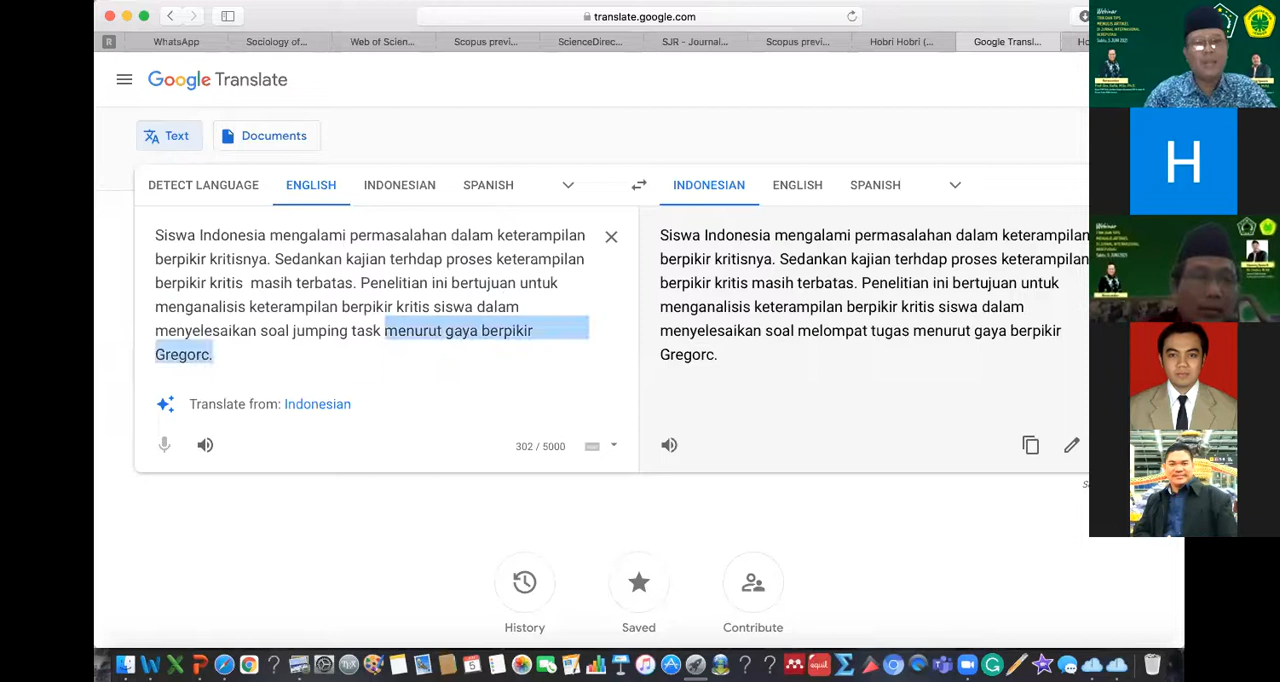 translate.google.com
R
WhatsApp
Sociology of...
Web of Scien...
Scopus previ...
ScienceDirec...
SJR - Journal...
Scopus previ...
Hobri Hobri (...
Google Transl...
Ho
Google Translate
Text
Documents
DETECT LANGUAGE
ENGLISH
INDONESIAN
SPANISH
INDONESIAN
ENGLISH
SPANISH
Siswa Indonesia mengalami permasalahan dalam keterampilan
berpikir kritisnya. Sedankan kajian terhdap proses keterampilan
berpikir kritis  masih terbatas. Penelitian ini bertujuan untuk
menganalisis keterampilan berpikir kritis siswa dalam
menyelesaikan soal jumping task menurut gaya berpikir
Gregorc.
Translate from: Indonesian
302 / 5000
Siswa Indonesia mengalami permasalahan dalam keterampilan
berpikir kritisnya. Sedankan kajian terhdap proses keterampilan
berpikir kritis masih terbatas. Penelitian ini bertujuan untuk
menganalisis keterampilan berpikir kritis siswa dalam
menyelesaikan soal melompat tugas menurut gaya berpikir
Gregorc.
History
Saved
Contribute
Webinar
H
Webinar